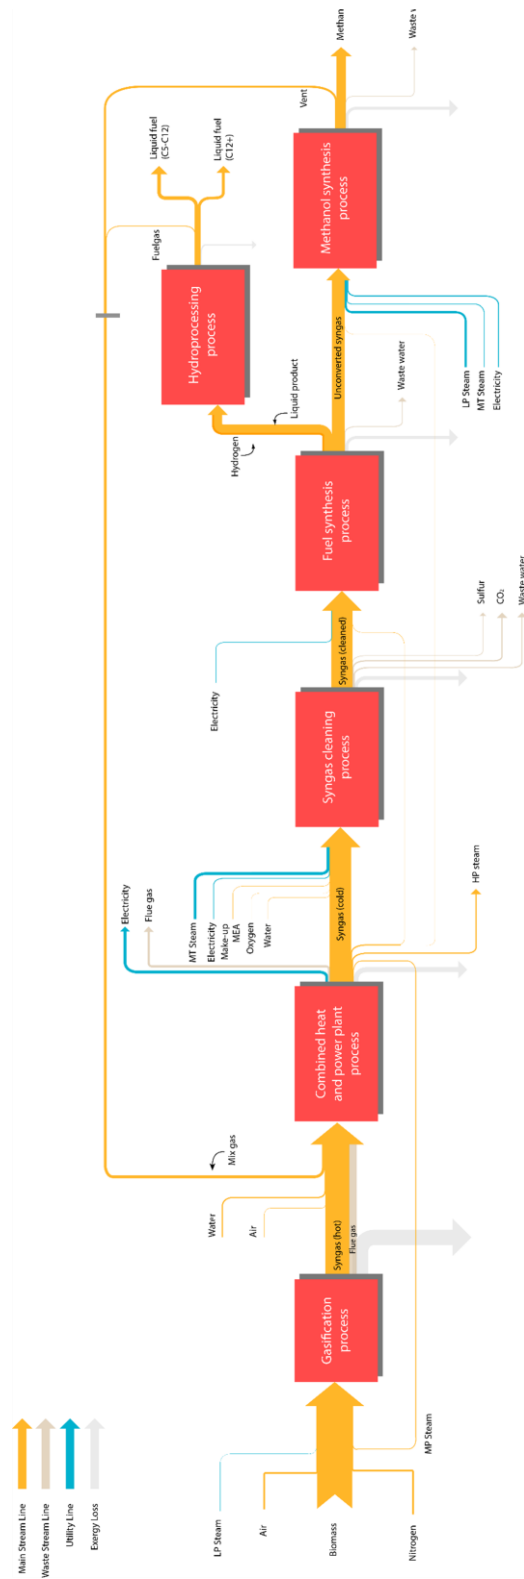 Main Stream Line
Waste Stream Line
Utility Line
Exergy Loss
LP Steam
Air
Biomass
Nitrogen
MP Steam
Gasification
process
Syngas (hot)
Flue gas
Water
Air
Mix gas
Combined heat
and power plant
process
Electricity
Flue gas
Syngas (cold)
HP steam
MT Steam
Electricity
Make-up
MEA
Oxygen
Water
Syngas cleaning
process
Syngas (cleaned)
Electricity
Sulfur
CO₂
Waste water
Fuel synthesis
process
Hydrogen
Liquid product
Unconverted syngas
Waste water
LP Steam
MT Steam
Electricity
Hydroprocessing
process
Fuelgas
Liquid fuel
(C5-C12)
Liquid fuel
(C12+)
Methanol synthesis
process
Vent
Methan
Waste